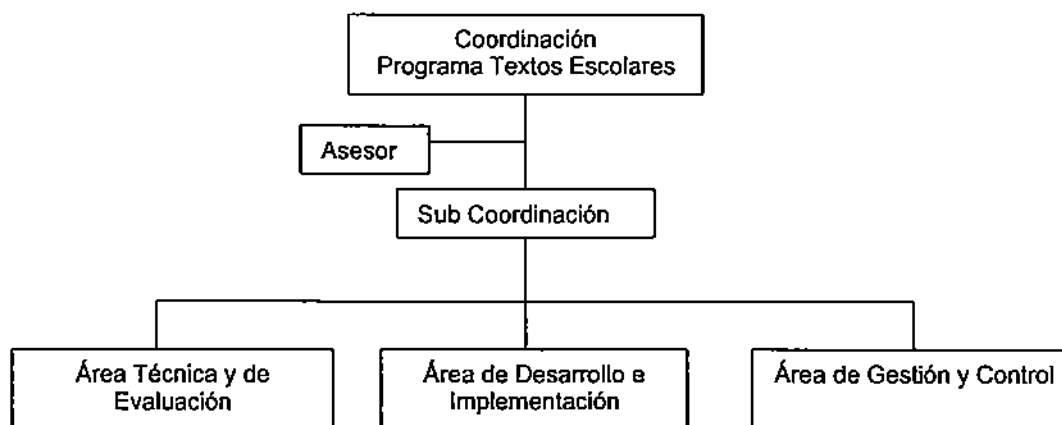 Coordinación
Programa Textos Escolares
Asesor
Sub Coordinación
Área Técnica y de
Evaluación
Área de Desarrollo e
Implementación
Área de Gestión y Control